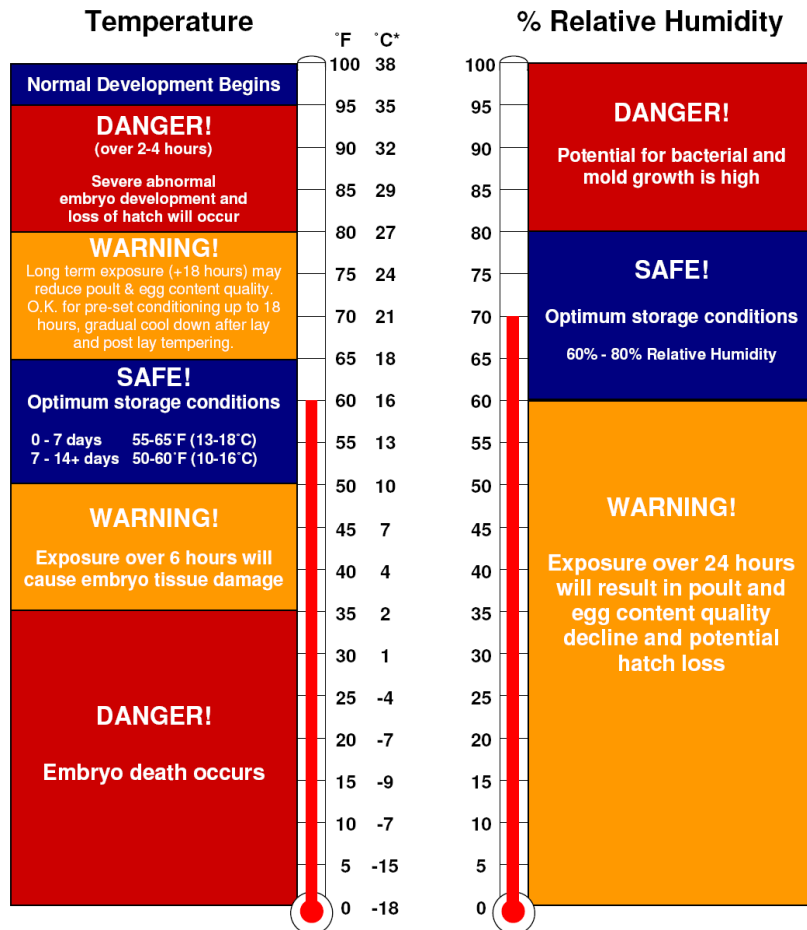 Temperature
% Relative Humidity
°F °C*
Normal Development Begins
DANGER!
(over 2-4 hours)
Severe abnormal
embryo development and
loss of hatch will occur
WARNING!
Long term exposure (+18 hours) may
reduce poult & egg content quality.
O.K. for pre-set conditioning up to 18
hours, gradual cool down after lay
and post lay tempering.
SAFE!
Optimum storage conditions
0 - 7 days 55-65°F (13-18°C)
7 - 14+ days 50-60°F (10-16°C)
WARNING!
Exposure over 6 hours will
cause embryo tissue damage
DANGER!
Embryo death occurs
100 38
95 35
90 32
85 29
80 27
75 24
70 21
65 18
60 16
55 13
50 10
45 7
40 4
35 2
30 1
25 -4
20 -7
15 -9
10 -7
5 -15
0 -18
100
95
90
85
80
75
70
65
60
55
50
45
40
35
30
25
20
15
10
5
0
DANGER!
Potential for bacterial and
mold growth is high
SAFE!
Optimum storage conditions
60% - 80% Relative Humidity
WARNING!
Exposure over 24 hours
will result in poult and
egg content quality
decline and potential
hatch loss